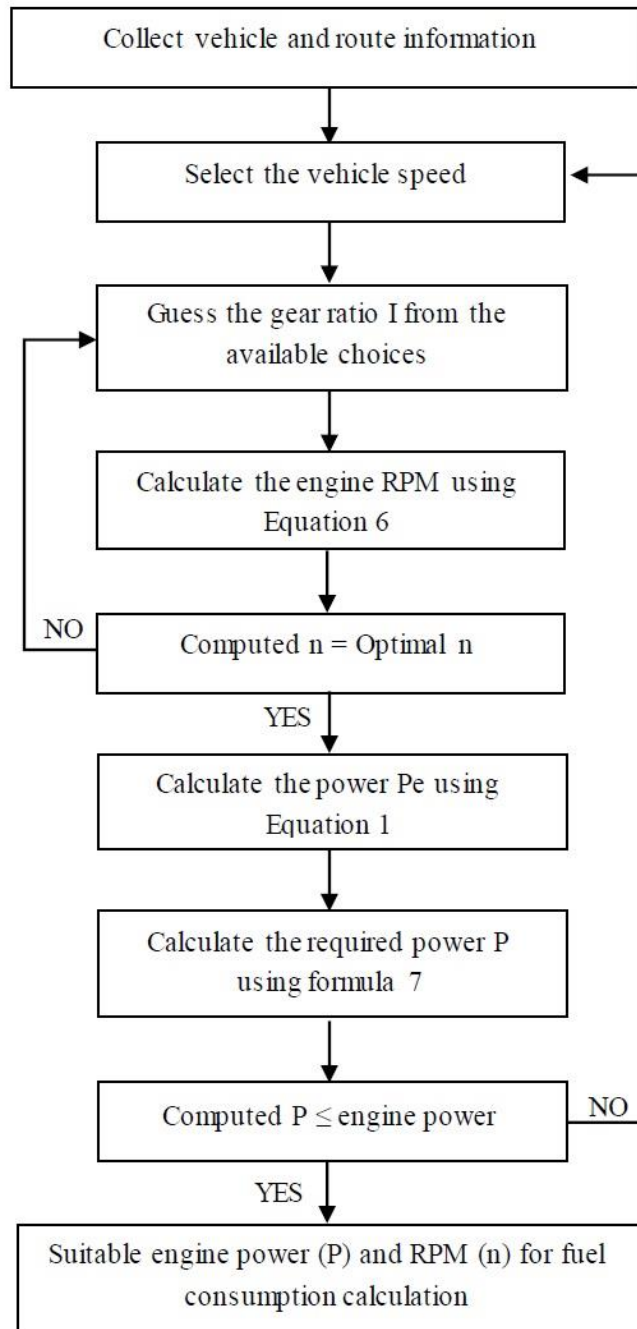 Collect vehicle and route information
Select the vehicle speed
Guess the gear ratio I from the
available choices
Calculate the engine RPM using
Equation 6
NO
Computed n = Optimal n
YES
Calculate the power Pe using
Equation 1
Calculate the required power P
using formula 7
Computed P ≤ engine power
NO
YES
Suitable engine power (P) and RPM (n) for fuel
consumption calculation